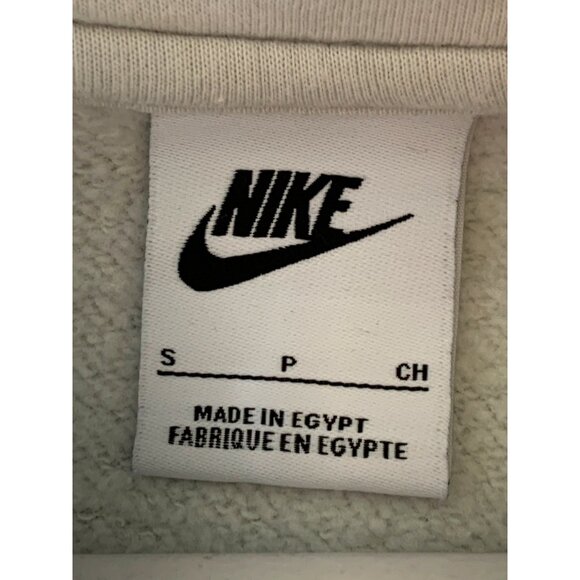 NIKE
S P CH
MADE IN EGYPT
FABRIQUE EN EGYPTE